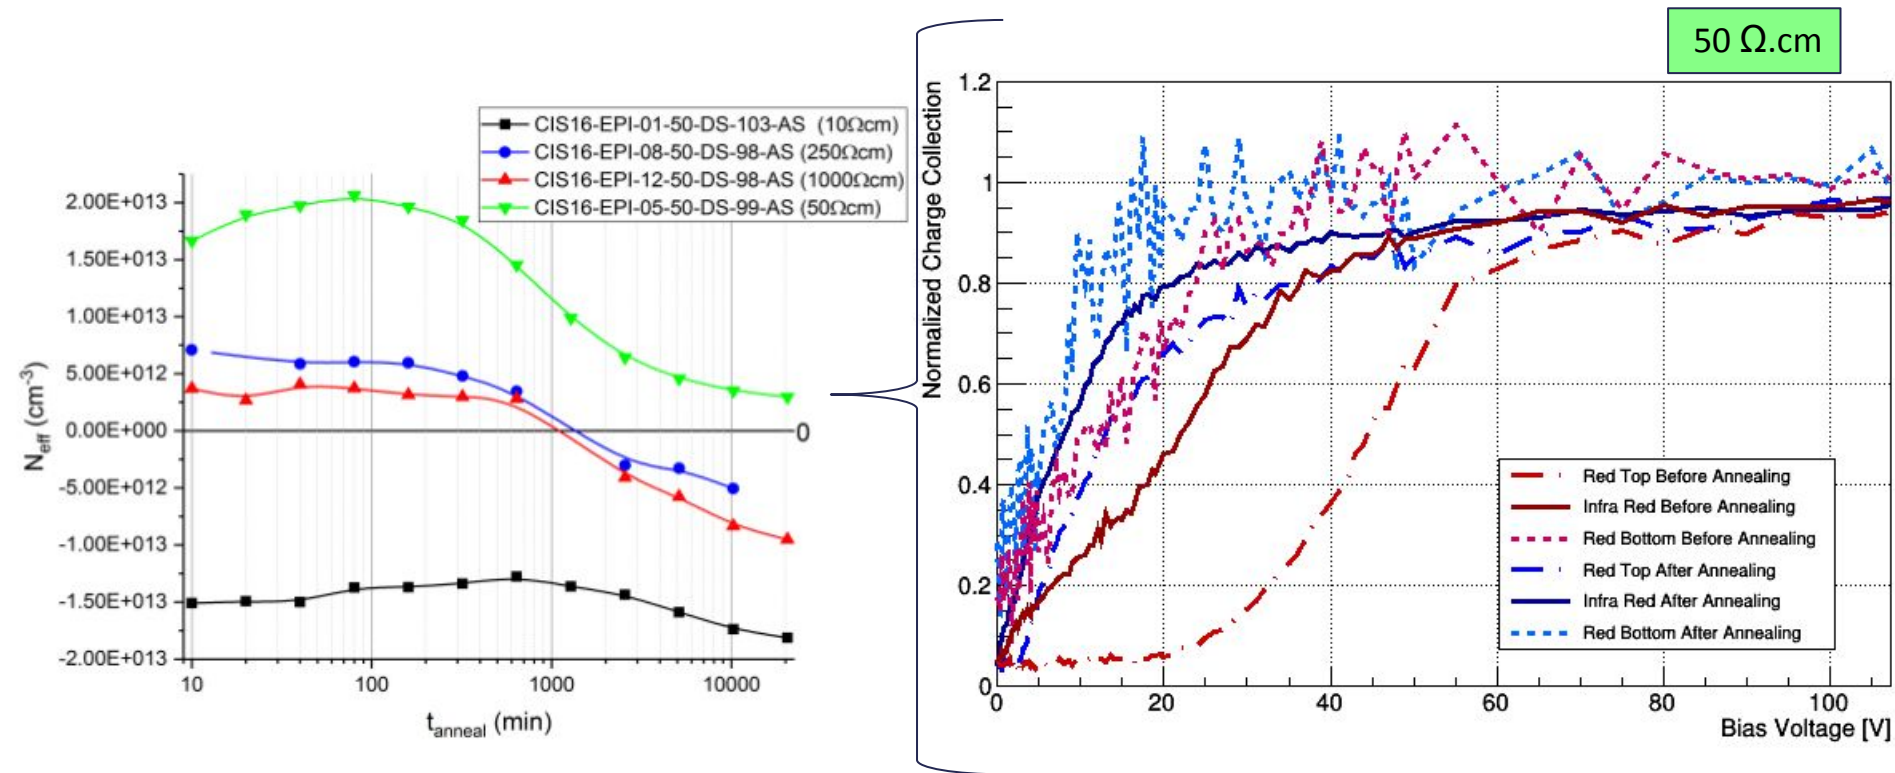 50 Ω.cm
CIS16-EPI-01-50-DS-103-AS (10Ωcm)
CIS16-EPI-08-50-DS-98-AS (250Ωcm)
CIS16-EPI-12-50-DS-98-AS (1000Ωcm)
CIS16-EPI-05-50-DS-99-AS (50Ωcm)
2.00E+013
1.50E+013
1.00E+013
5.00E+012
0.00E+000
-5.00E+012
-1.00E+013
-1.50E+013
-2.00E+013
0
Neff (cm-3)
10 100 1000 10000
tanneal (min)
Normalized Charge Collection
1.2
1
0.8
0.6
0.4
0.2
0
Red Top Before Annealing
Infra Red Before Annealing
Red Bottom Before Annealing
Red Top After Annealing
Infra Red After Annealing
Red Bottom After Annealing
0 20 40 60 80 100
Bias Voltage [V]